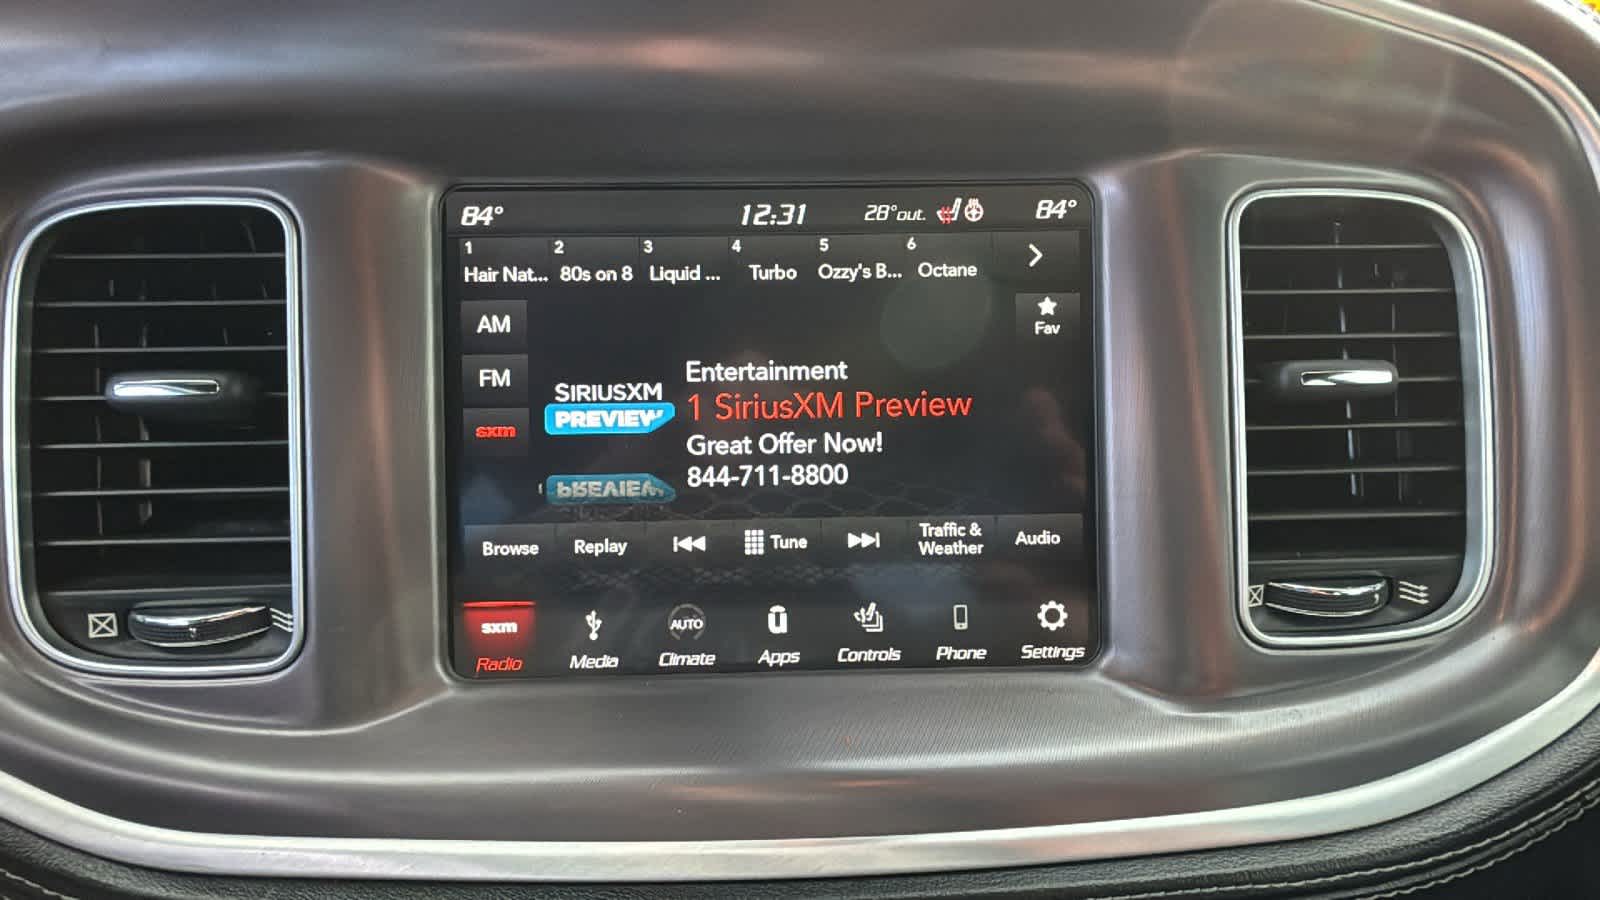 84° 12:31 28°out. 84°
1 2 3 4 5 6
Hair Nat... 80s on 8 Liquid ... Turbo Ozzy's B... Octane
AM
Fav
FM
sxm
SIRIUSXM
PREVIEW
Entertainment
1 SiriusXM Preview
Great Offer Now!
844-711-8800
PREVIEW
Browse Replay Tune Traffic & Weather Audio
sxm AUTO
Radio Media Climate Apps Controls Phone Settings